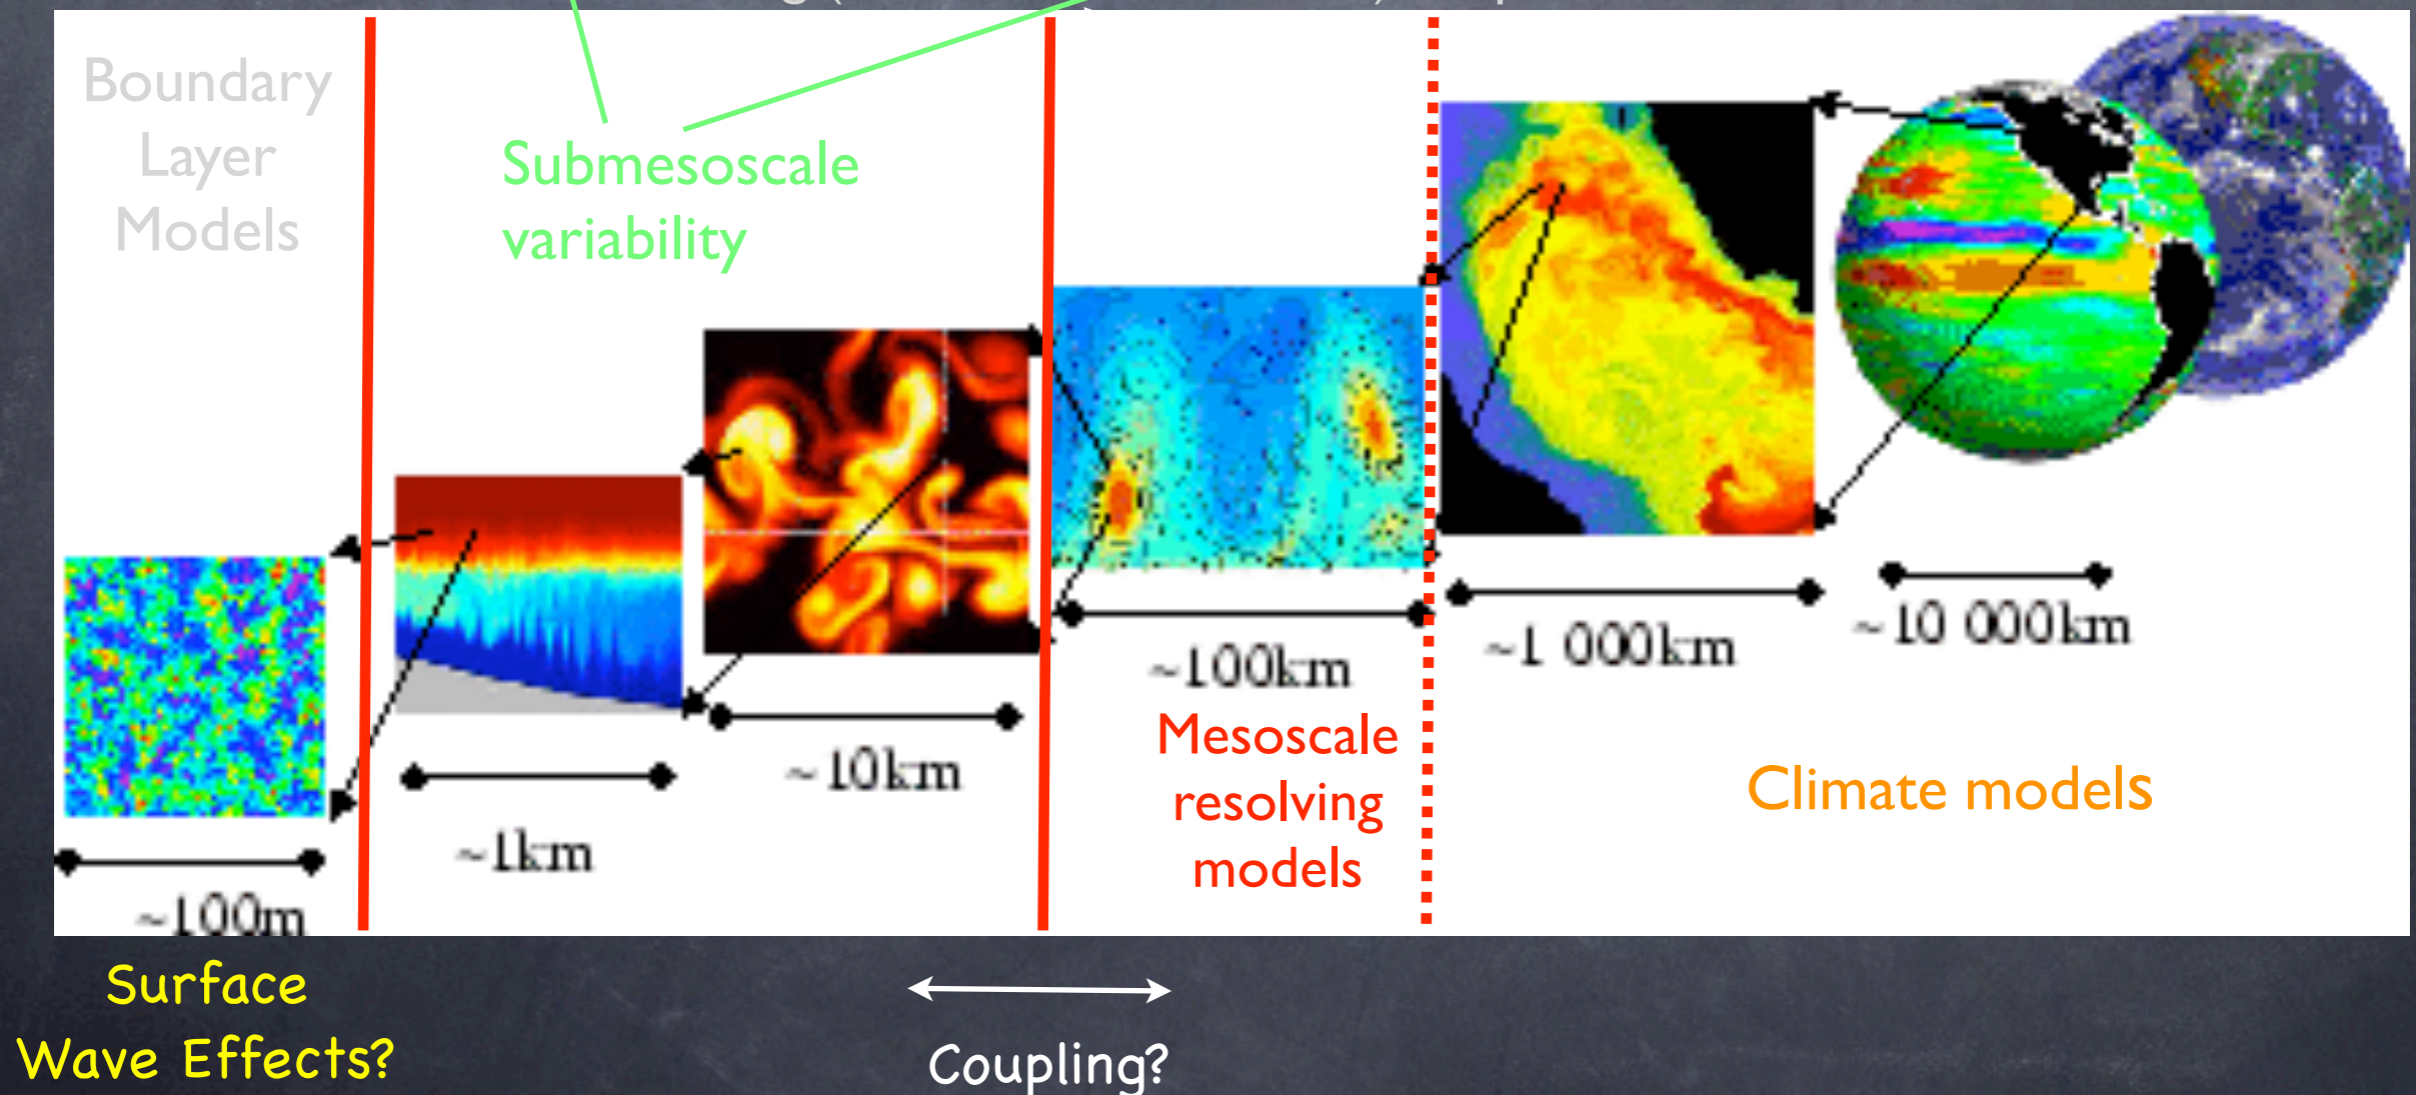 Boundary
Layer
Models
Submesoscale
variability
~100m
~1km
~10km
~100km
~1 000km
~10 000km
Mesoscale
resolving
models
Climate models
Surface
Wave Effects?
Coupling?